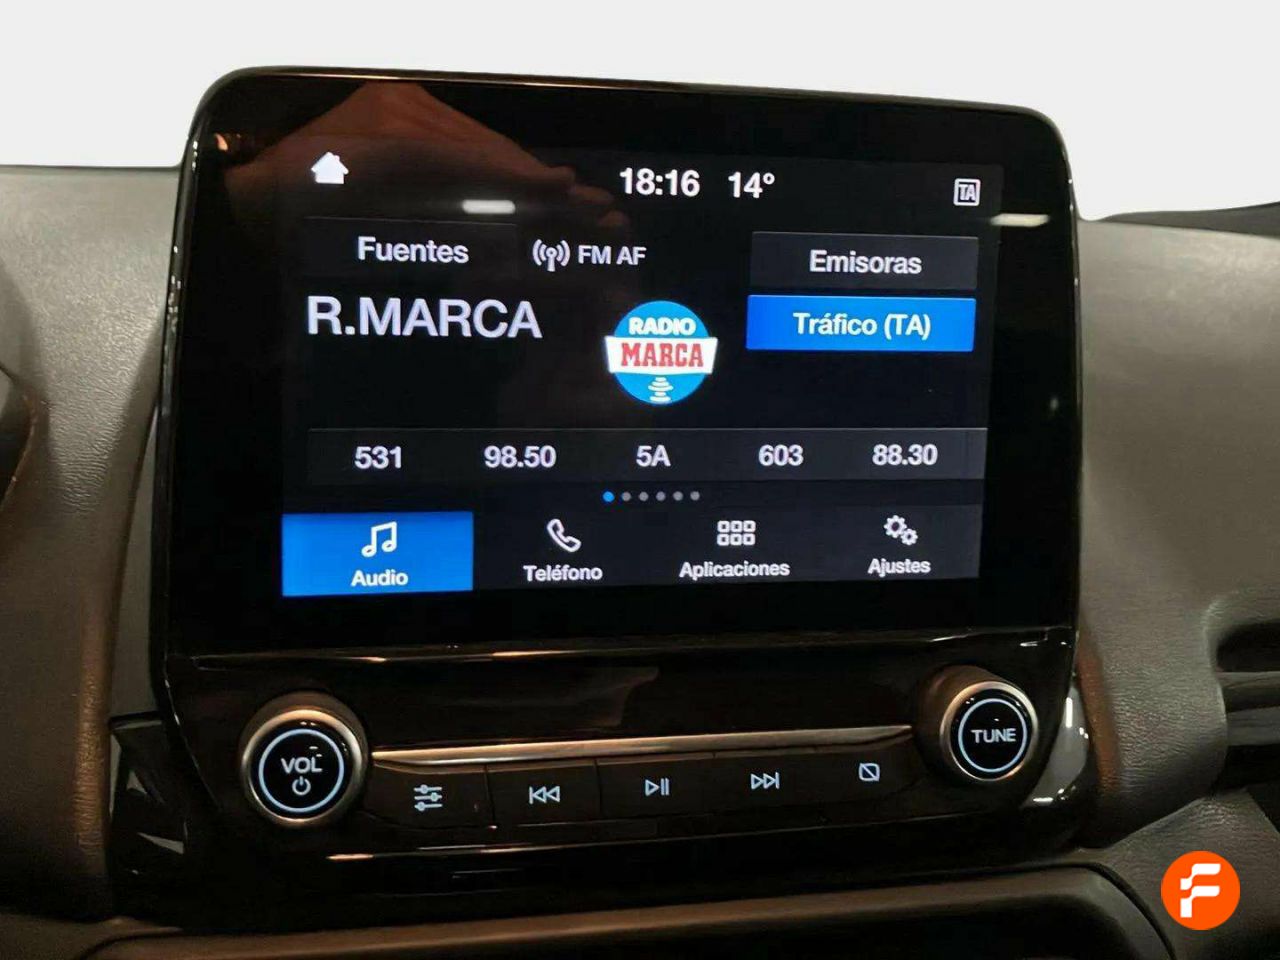 18:16 14°
TA
Fuentes
FM AF
Emisoras
R.MARCA
RADIO
MARCA
Tráfico (TA)
531 98.50 5A 603 88.30
Audio
Teléfono
Aplicaciones
Ajustes
VOL
TUNE
F